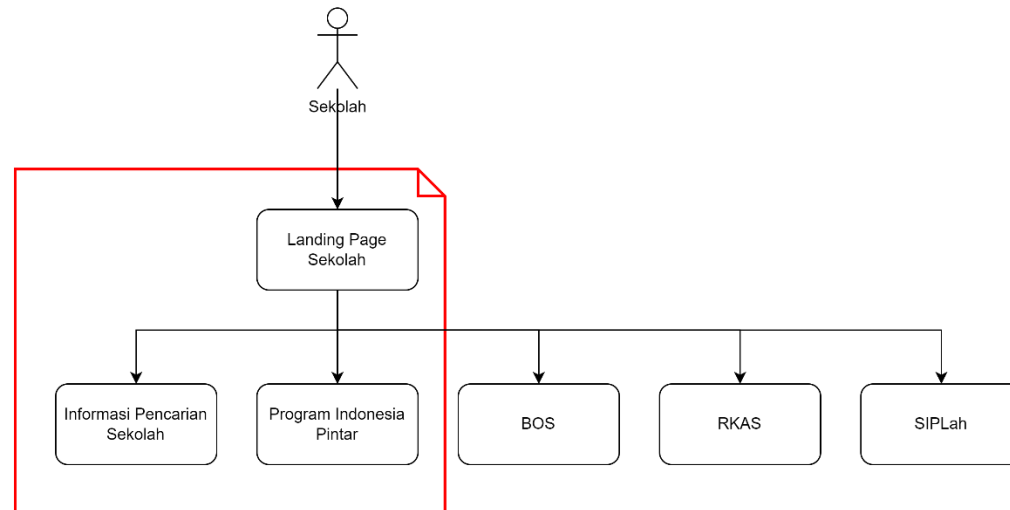 Sekolah
Landing Page
Sekolah
Informasi Pencarian
Sekolah
Program Indonesia
Pintar
BOS
RKAS
SIPLah